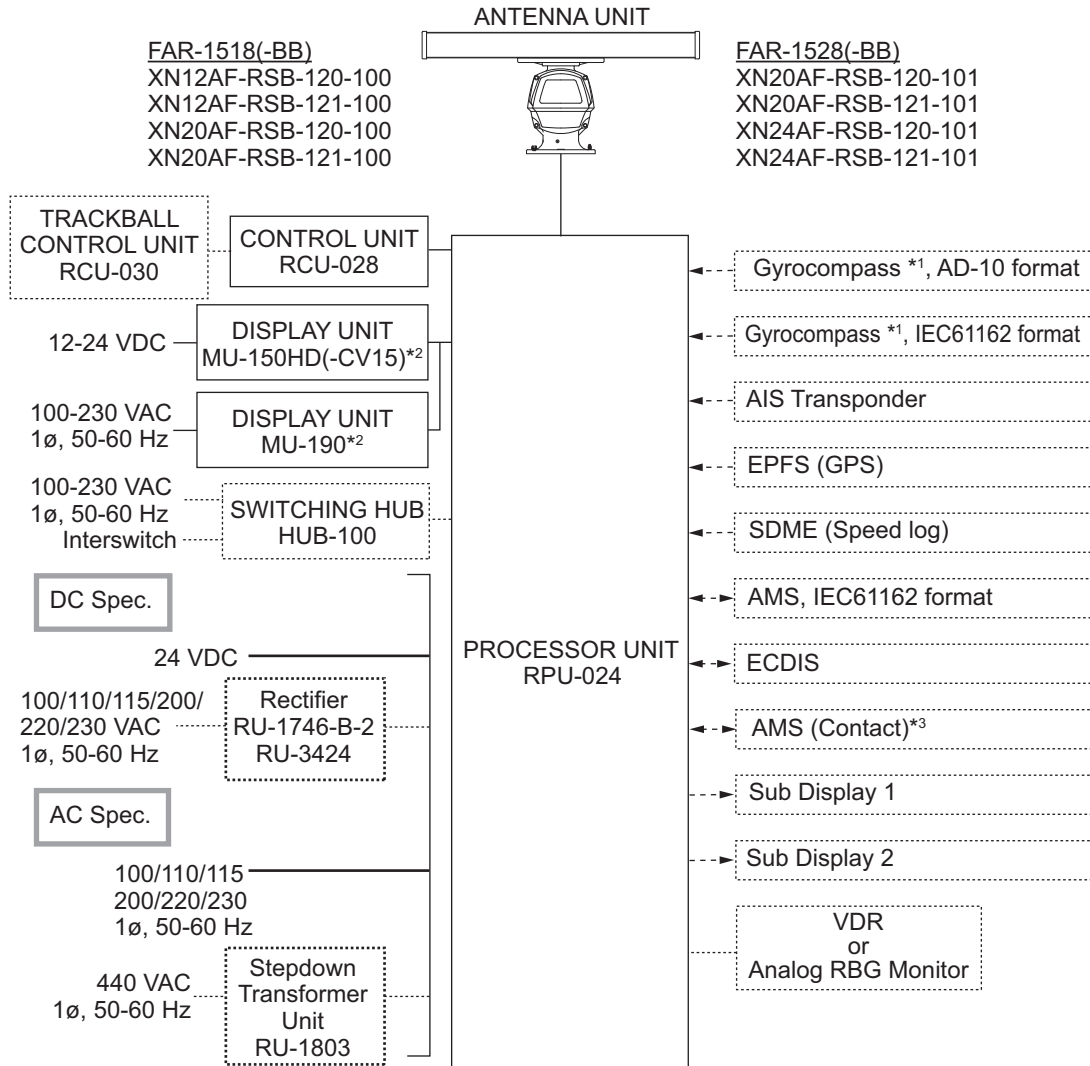 ANTENNA UNIT
FAR-1518(-BB)
XN12AF-RSB-120-100
XN12AF-RSB-121-100
XN20AF-RSB-120-100
XN20AF-RSB-121-100
FAR-1528(-BB)
XN20AF-RSB-120-101
XN20AF-RSB-121-101
XN24AF-RSB-120-101
XN24AF-RSB-121-101
TRACKBALL
CONTROL UNIT
RCU-030
CONTROL UNIT
RCU-028
12-24 VDC
DISPLAY UNIT
MU-150HD(-CV15)*2
100-230 VAC
1ø, 50-60 Hz
DISPLAY UNIT
MU-190*2
100-230 VAC
1ø, 50-60 Hz
Interswitch
SWITCHING HUB
HUB-100
DC Spec.
24 VDC
100/110/115/200/
220/230 VAC
1ø, 50-60 Hz
Rectifier
RU-1746-B-2
RU-3424
AC Spec.
100/110/115
200/220/230
1ø, 50-60 Hz
440 VAC
1ø, 50-60 Hz
Stepdown
Transformer
Unit
RU-1803
PROCESSOR UNIT
RPU-024
Gyrocompass *1, AD-10 format
Gyrocompass *1, IEC61162 format
AIS Transponder
EPFS (GPS)
SDME (Speed log)
AMS, IEC61162 format
ECDIS
AMS (Contact)*3
Sub Display 1
Sub Display 2
VDR
or
Analog RBG Monitor